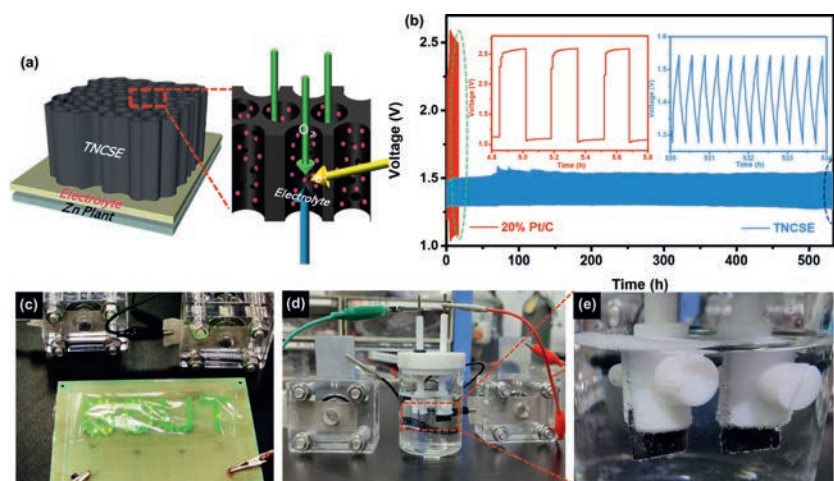 (a)
TNCSE
Electrolyte
Zn Plant
O₂
e⁻
Electrolyte
(b)
Voltage (V)
2.5
2.0
1.5
1.0
0
100
200
300
400
500
Time (h)
20% Pt/C
TNCSE
Voltage (V)
2.5
2.0
1.5
1.0
4.8
5.0
5.2
5.4
5.6
5.8
Time (h)
Voltage (V)
1.6
1.5
1.4
1.3
530
531
532
533
534
Time (h)
(c)
(d)
(e)